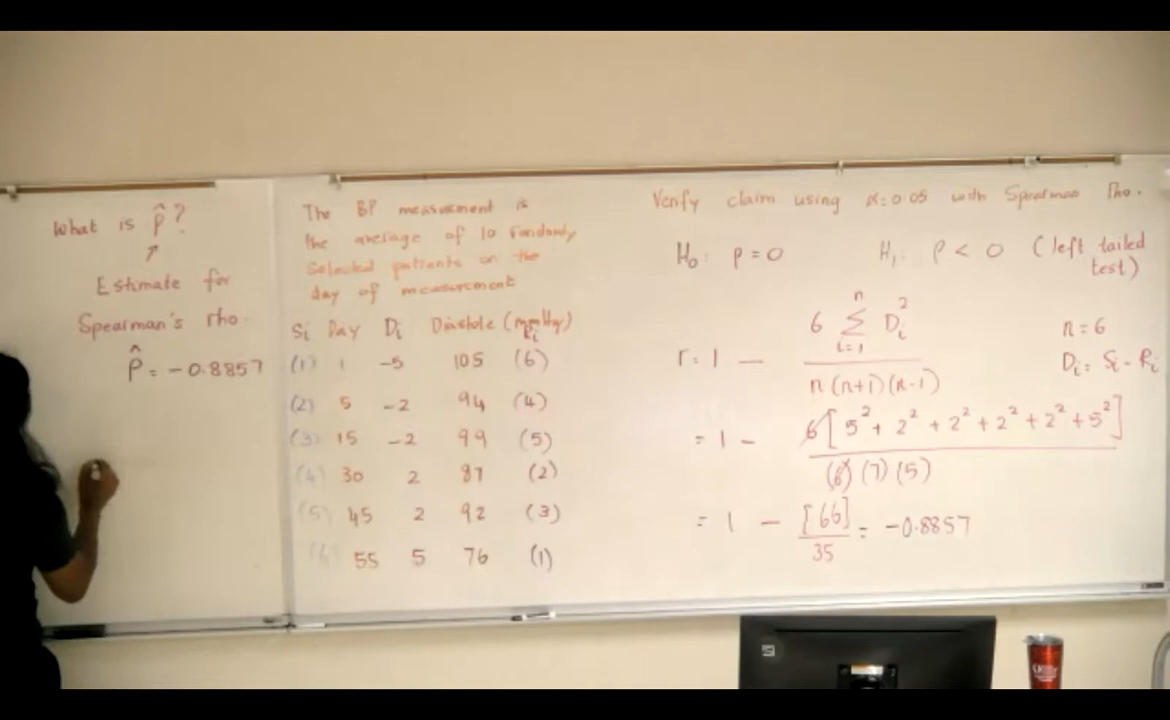 What is ρ̂?
↗
Estimate for
Spearman's rho.
ρ̂ = -0.8857
The BP measurment is
the average of 10 randomly
selected patients on the
day of measurement
Si Day Di Diastole (mmHg) Ri
(1) 1 -5 105 (6)
(2) 5 -2 94 (4)
(3) 15 -2 99 (5)
(4) 30 2 87 (2)
(5) 45 2 92 (3)
(6) 55 5 76 (1)
Verify claim using α=0.05 with Spearman Rho.
H₀: ρ = 0 H₁: ρ < 0 (left tailed test)
r = 1 - 6 Σ_{i=1}^{n} Di² / n(n+1)(n-1)
n = 6
Di = Si - Ri
= 1 - 6[5² + 2² + 2² + 2² + 2² + 5²] / (6)(7)(5)
= 1 - [66] / 35 = -0.8857